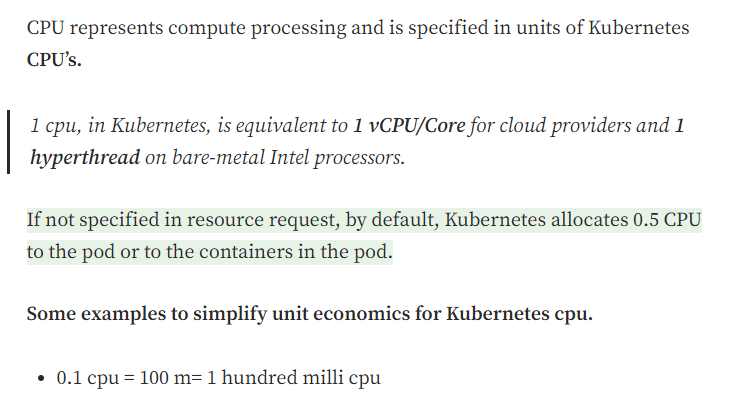 CPU represents compute processing and is specified in units of Kubernetes
CPU’s.
1 cpu, in Kubernetes, is equivalent to 1 vCPU/Core for cloud providers and 1
hyperthread on bare-metal Intel processors.
If not specified in resource request, by default, Kubernetes allocates 0.5 CPU
to the pod or to the containers in the pod.
Some examples to simplify unit economics for Kubernetes cpu.
• 0.1 cpu = 100 m= 1 hundred milli cpu